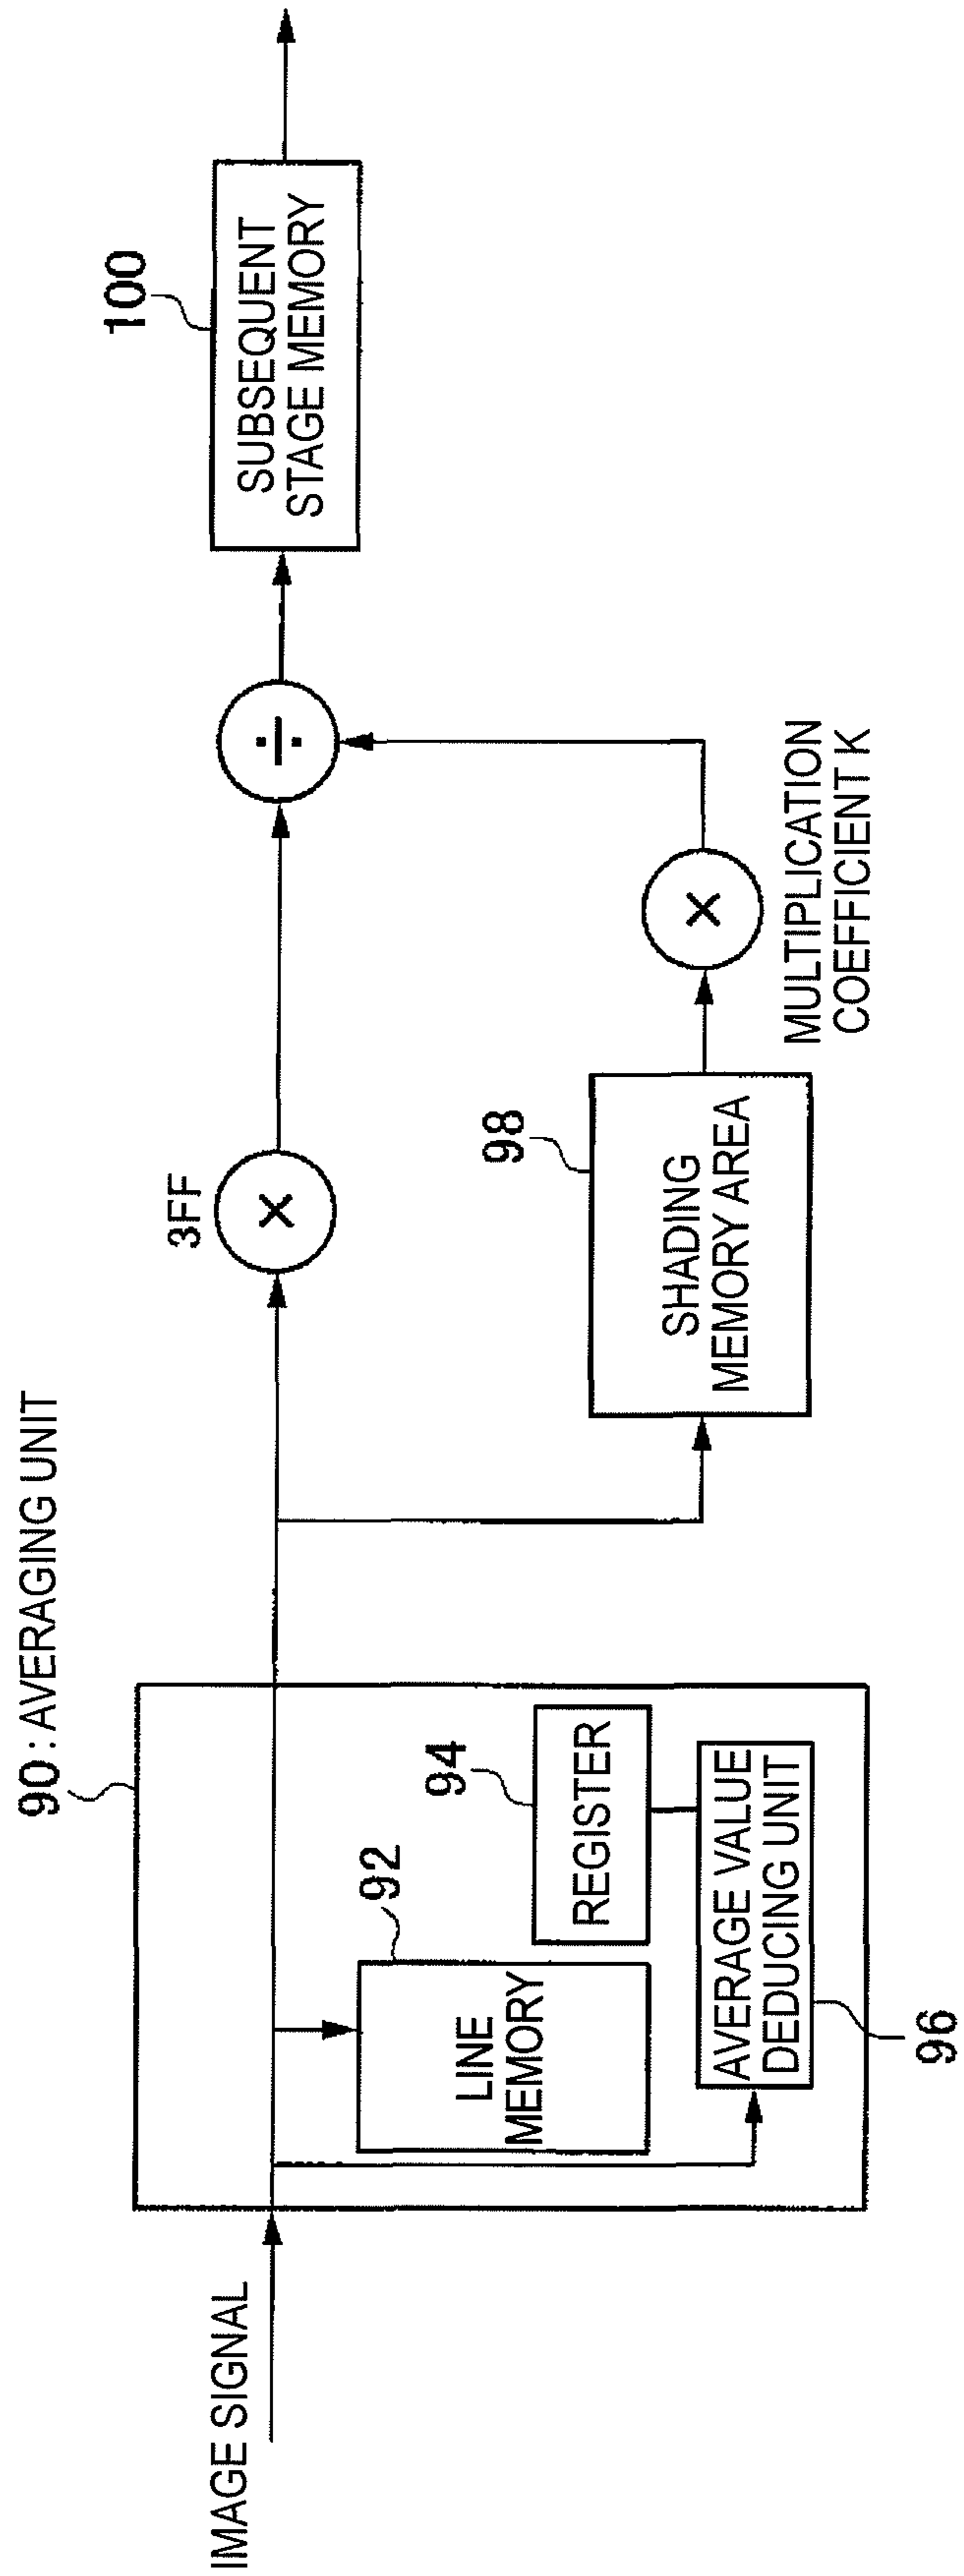 IMAGE SIGNAL
90 : AVERAGING UNIT
LINE
MEMORY
92
94
REGISTER
AVERAGE VALUE
DEDUCING UNIT
96
3FF
×
98
SHADING
MEMORY AREA
×
MULTIPLICATION
COEFFICIENT K
÷
100
SUBSEQUENT
STAGE MEMORY